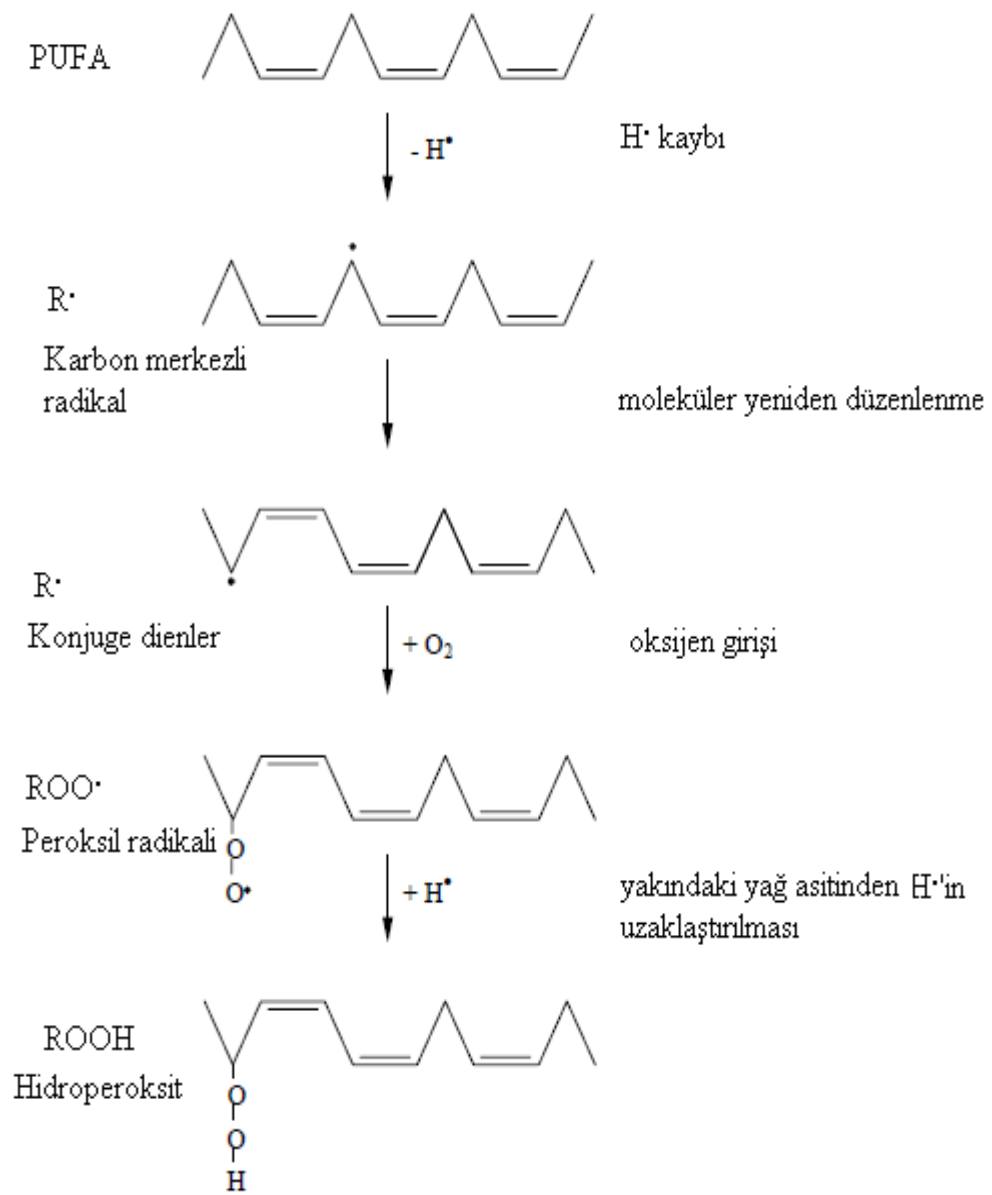 PUFA
- H•
H· kaybı
R·
Karbon merkezli
radikal
moleküler yeniden düzenlenme
R·
Konjuge dienler
+ O₂
oksijen girişi
ROO·
Peroksil radikali
O
O•
+ H•
yakındaki yağ asitinden H·'in
uzaklaştırılması
ROOH
Hidroperoksit
O
O
H